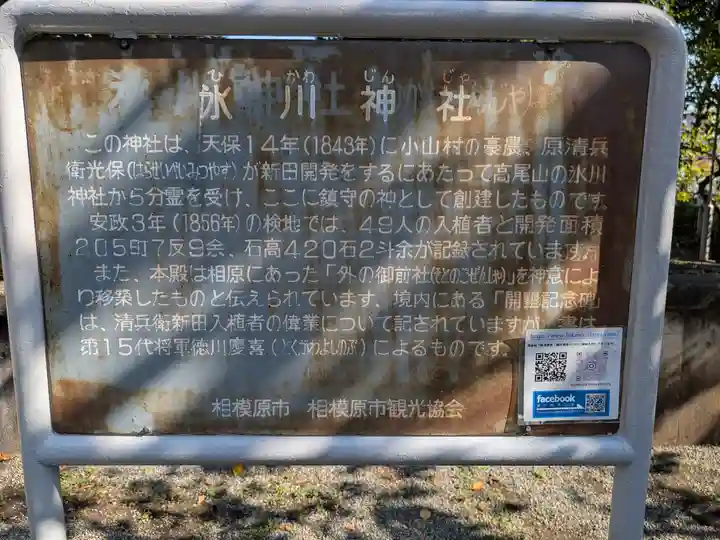 ひ かわ じん じゃ
氷川神社
この神社は、天保14年(1843年)に小山村の豪農、原清兵
衛光保(はらせいべいみつやす)が新田開発をするにあたって高尾山の氷川
神社から分霊を受け、ここに鎮守の神として創建したものです。
安政3年(1856年)の検地では、49人の入植者と開発面積
205町7反9畝、石高420石2斗余が記録されています。
また、本殿は相原にあった「外の御前社(そとのごぜんしゃ)」を神意によ
り移築したものと伝えられています。境内にある「開墾記念碑」
は、清兵衛新田入植者の偉業について記されていますが、書は
第15代将軍徳川慶喜(とくがわよしのぶ)によるものです。
相模原市 相模原市観光協会
facebook